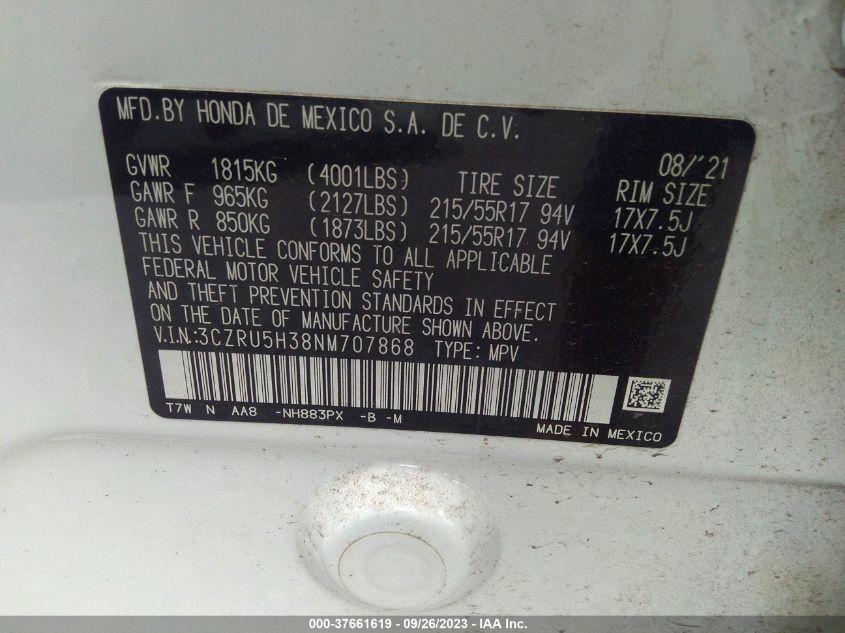 MFD.BY HONDA DE MEXICO S.A. DE C.V.
08/'21
GVWR 1815KG (4001LBS) TIRE SIZE RIM SIZE
GAWR F 965KG (2127LBS) 215/55R17 94V 17X7.5J
GAWR R 850KG (1873LBS) 215/55R17 94V 17X7.5J
THIS VEHICLE CONFORMS TO ALL APPLICABLE
FEDERAL MOTOR VEHICLE SAFETY
AND THEFT PREVENTION STANDARDS IN EFFECT
ON THE DATE OF MANUFACTURE SHOWN ABOVE.
V.I.N:3CZRU5H38NM707868 TYPE: MPV
T7W N AA8 -NH883PX -B -M
MADE IN MEXICO
000-37661619 - 09/26/2023 - IAA Inc.